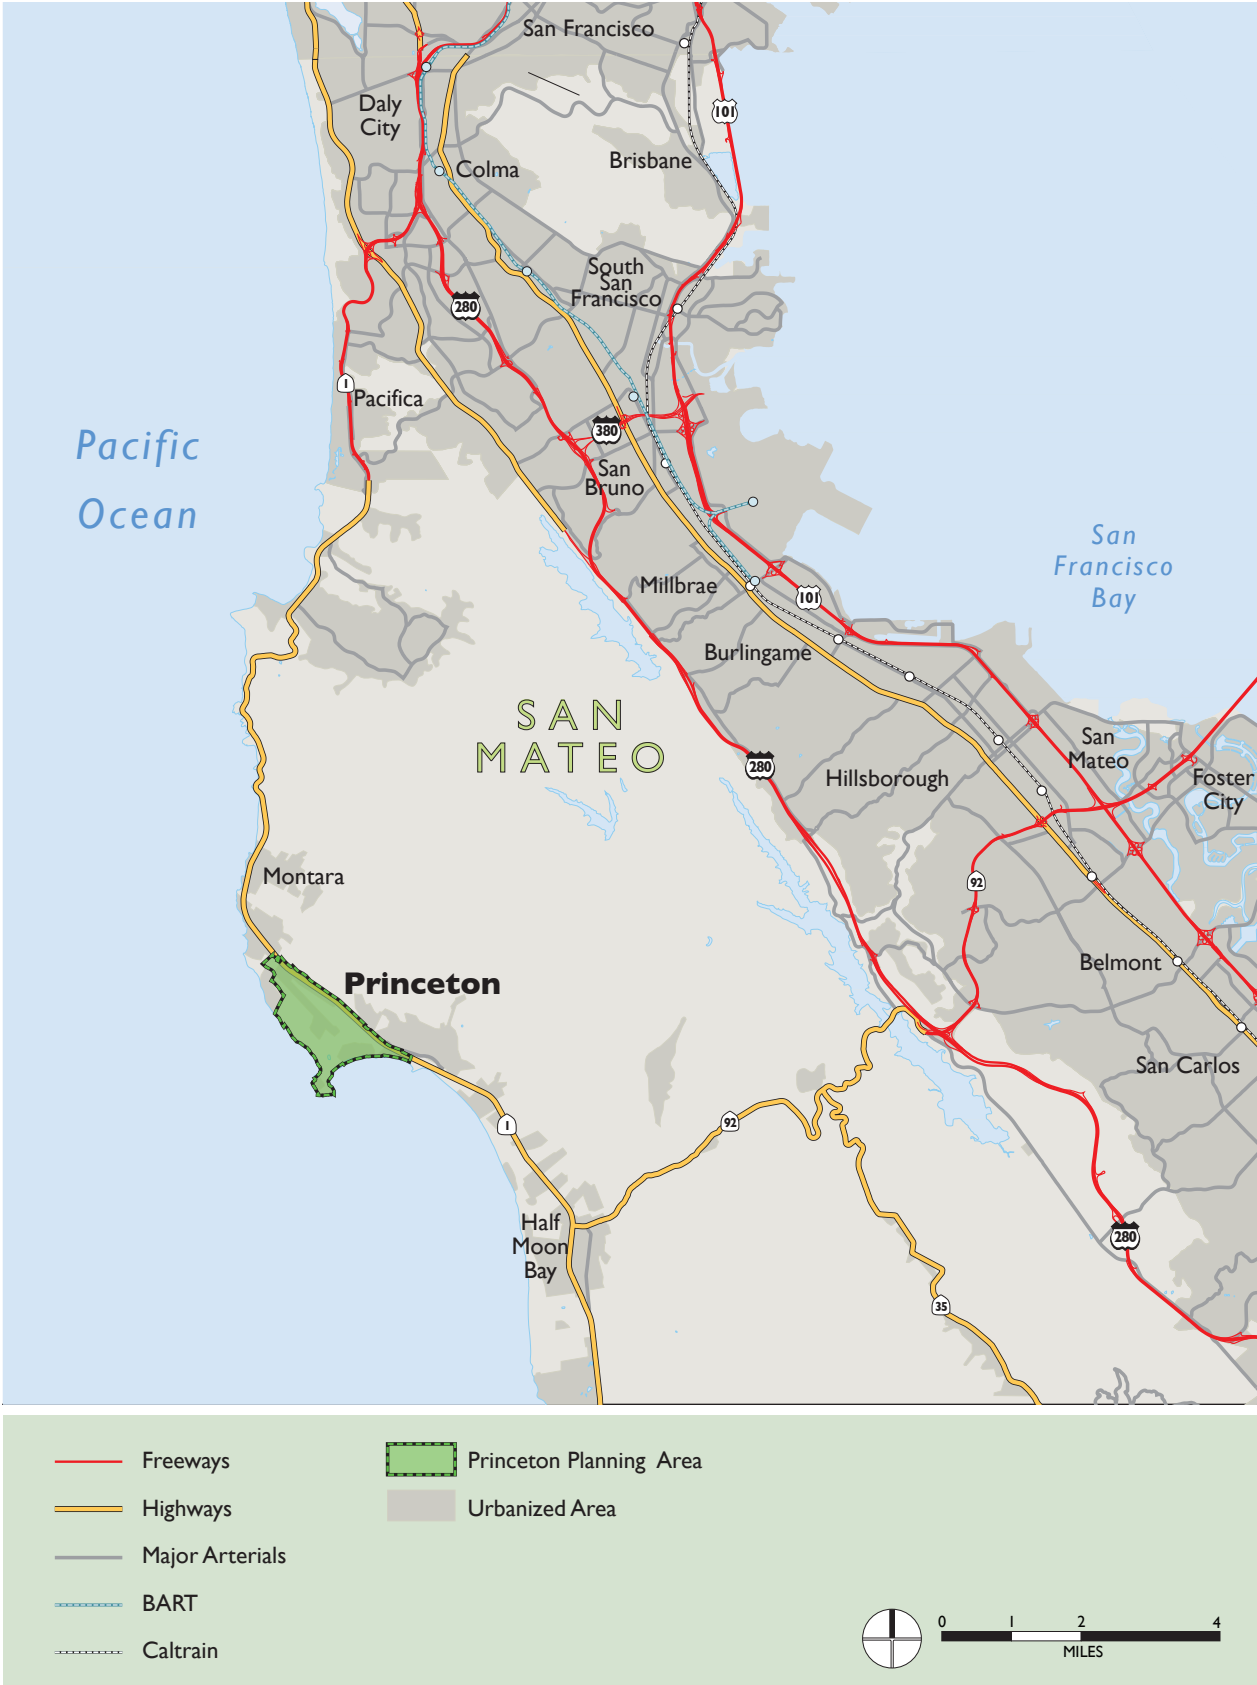 San Francisco
Daly
City
101
Brisbane
Colma
South
San
Francisco
280
1
Pacifica
Pacific
Ocean
380
San
Bruno
San
Francisco
Bay
Millbrae
101
Burlingame
SAN
MATEO
San
Mateo
280
Hillsborough
Foster
City
Montara
92
Belmont
Princeton
San Carlos
1
92
Half
Moon
Bay
280
35
Freeways
Highways
Major Arterials
BART
Caltrain
Princeton Planning Area
Urbanized Area
0 1 2 4
MILES